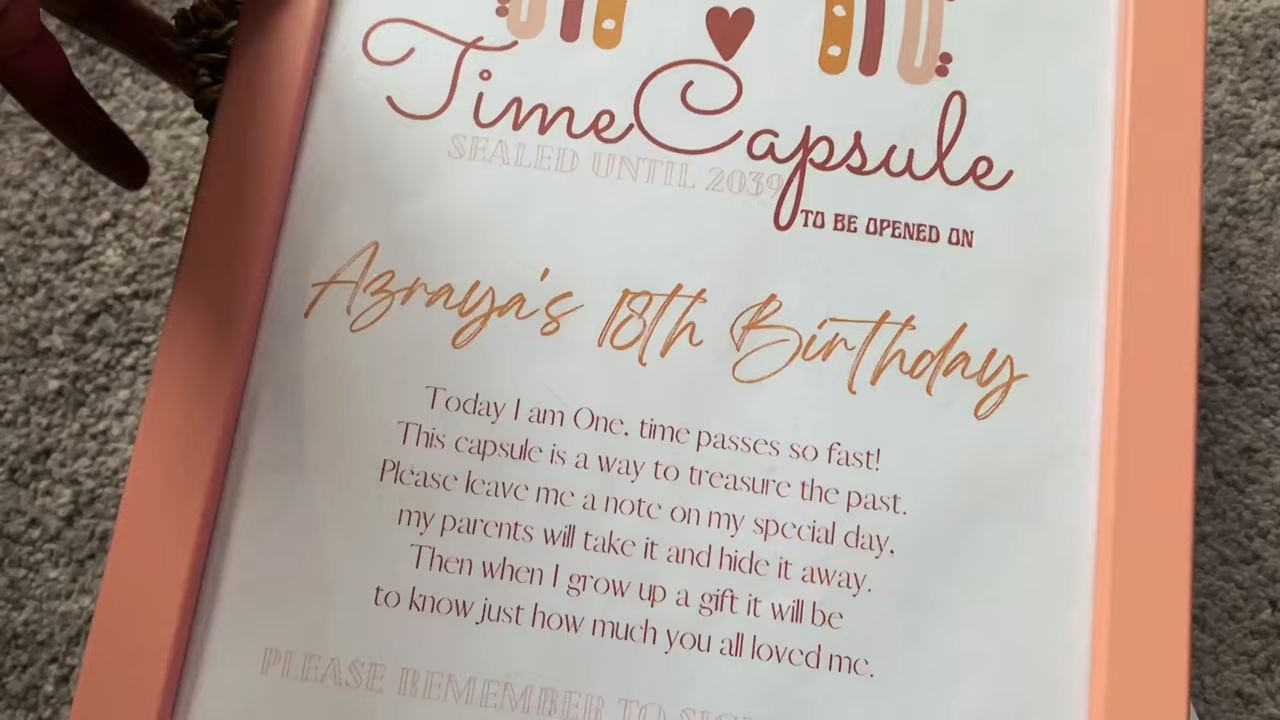 Time Capsule
SEALED UNTIL 2039
TO BE OPENED ON
Azraya's 18th Birthday
Today I am One, time passes so fast!
This capsule is a way to treasure the past.
Please leave me a note on my special day,
my parents will take it and hide it away.
Then when I grow up a gift it will be
to know just how much you all loved me.
PLEASE REMEMBER TO SIGN